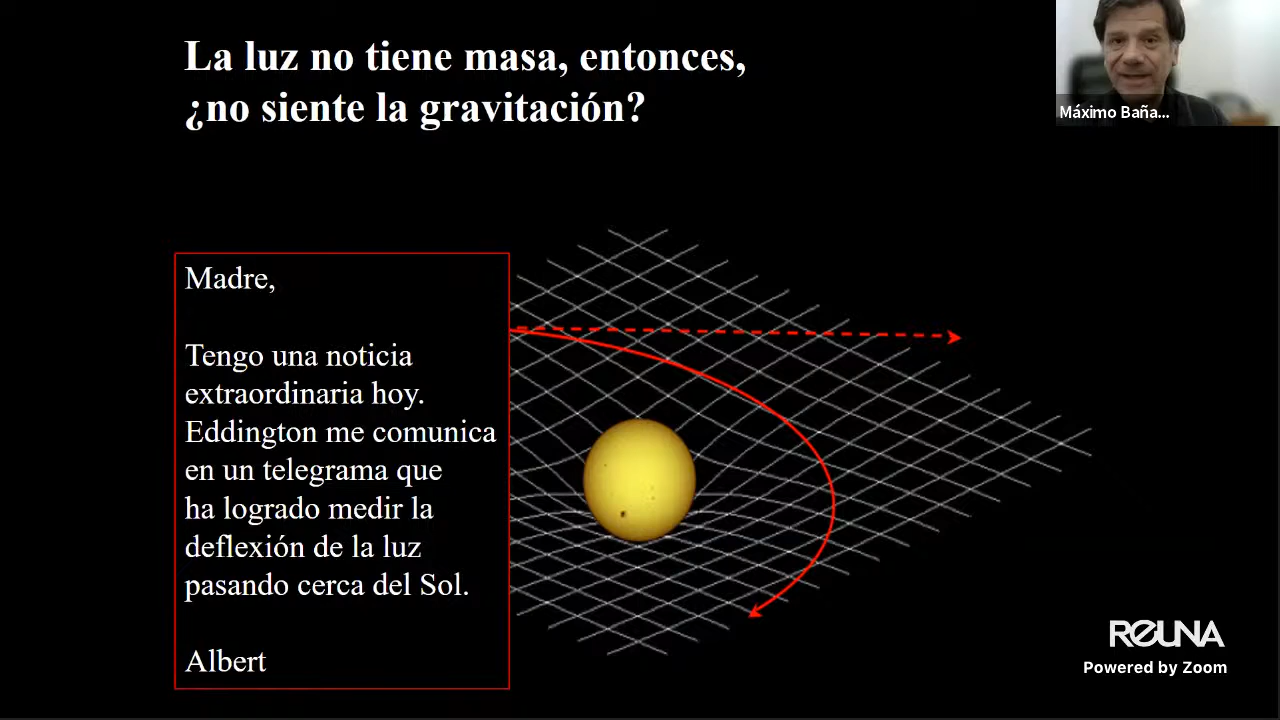 La luz no tiene masa, entonces,
¿no siente la gravitación?
Máximo Baña...
Madre,
Tengo una noticia
extraordinaria hoy.
Eddington me comunica
en un telegrama que
ha logrado medir la
deflexión de la luz
pasando cerca del Sol.
Albert
REUNA
Powered by Zoom